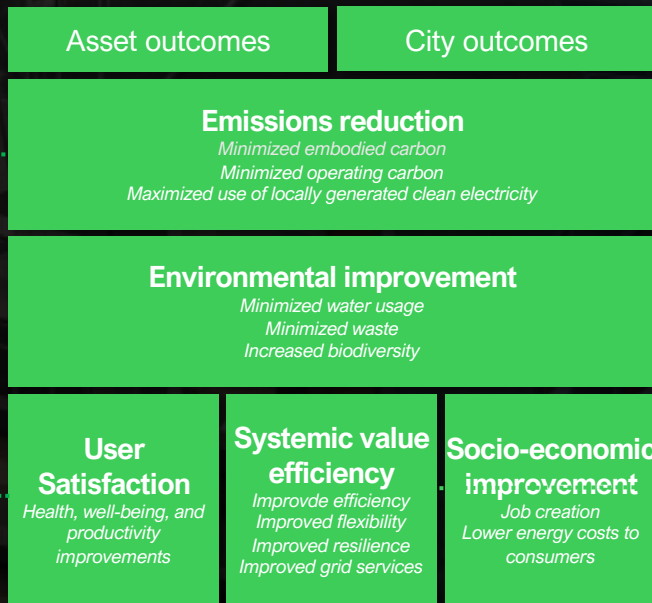 Asset outcomes
City outcomes
Emissions reduction
Minimized embodied carbon
Minimized operating carbon
Maximized use of locally generated clean electricity
Environmental improvement
Minimized water usage
Minimized waste
Increased biodiversity
User
Satisfaction
Health, well-being, and
productivity
improvements
Systemic value
efficiency
Improvde efficiency
Improved flexibility
Improved resilience
Improved grid services
Socio-economic
improvement
Job creation
Lower energy costs to
consumers